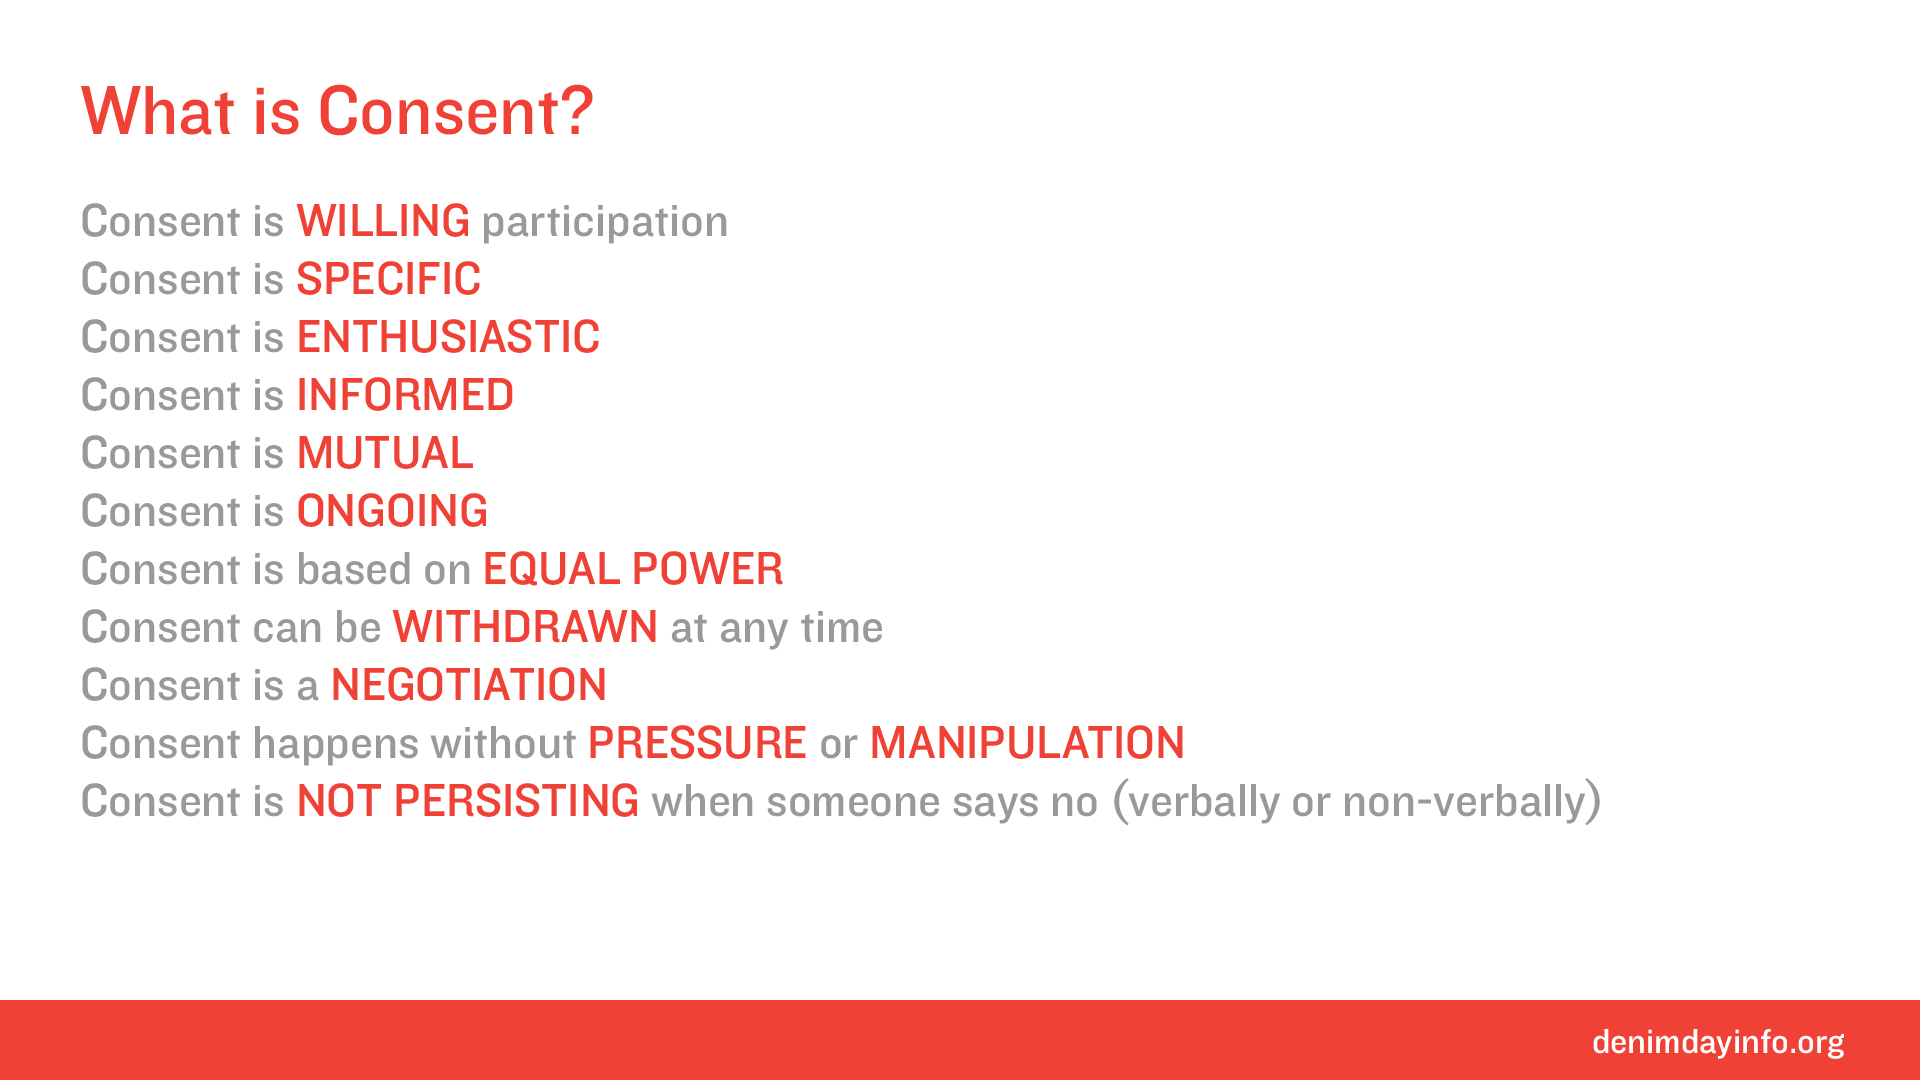 What is Consent?
Consent is WILLING participation
Consent is SPECIFIC
Consent is ENTHUSIASTIC
Consent is INFORMED
Consent is MUTUAL
Consent is ONGOING
Consent is based on EQUAL POWER
Consent can be WITHDRAWN at any time
Consent is a NEGOTIATION
Consent happens without PRESSURE or MANIPULATION
Consent is NOT PERSISTING when someone says no (verbally or non-verbally)
denimdayinfo.org